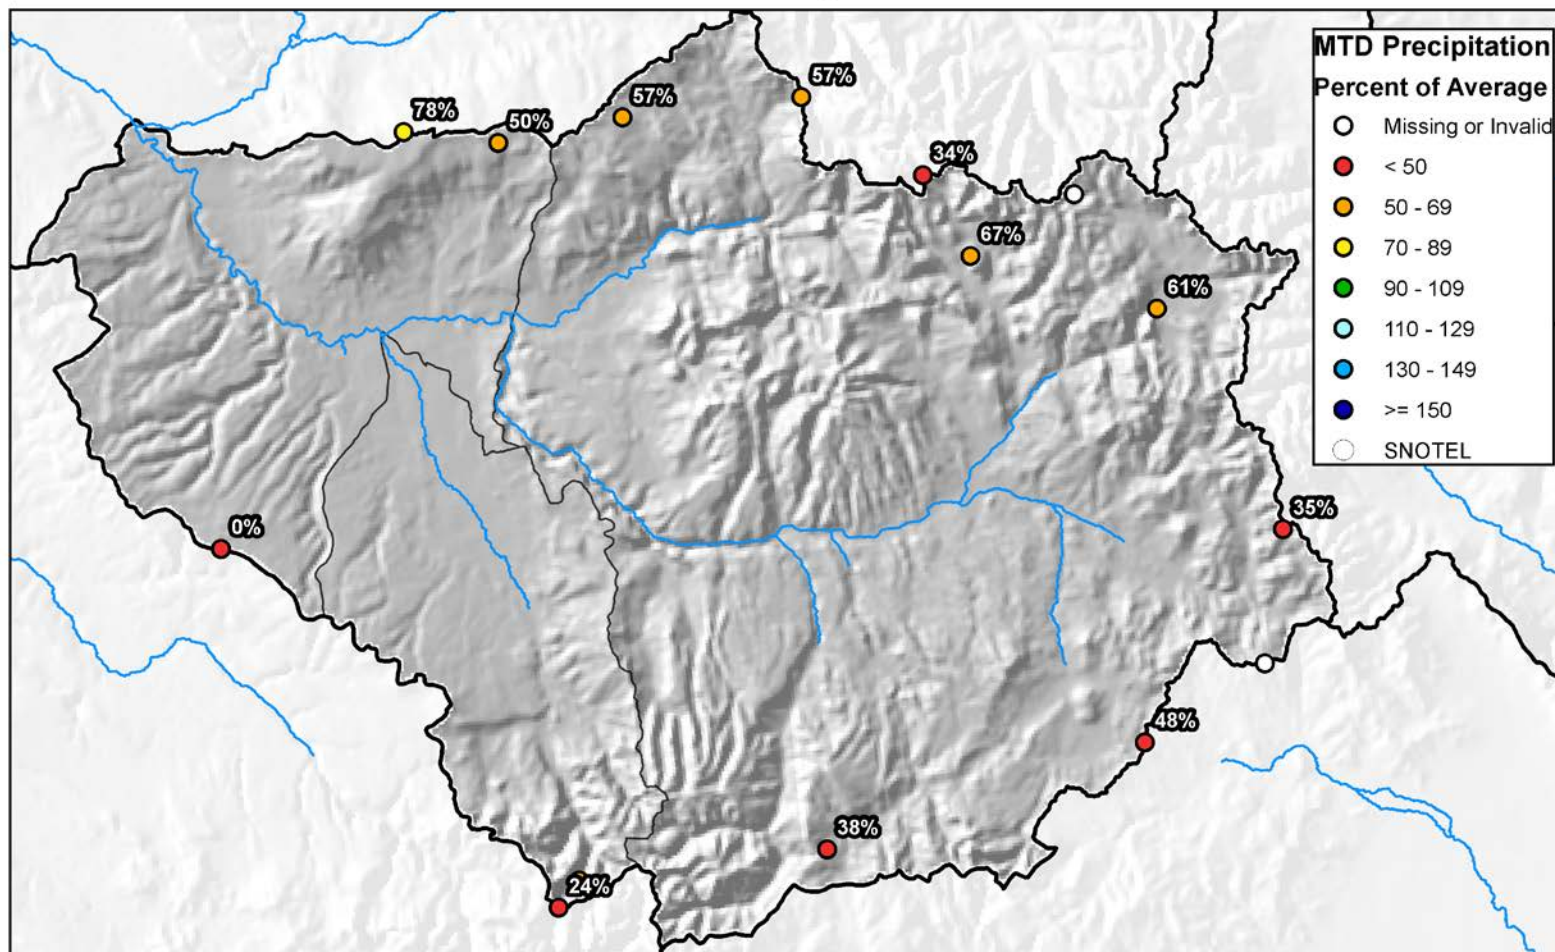 MTD Precipitation
Percent of Average
Missing or Invalid
< 50
50 - 69
70 - 89
90 - 109
110 - 129
130 - 149
>= 150
SNOTEL
57%
57%
78%
50%
34%
67%
61%
35%
0%
48%
38%
24%